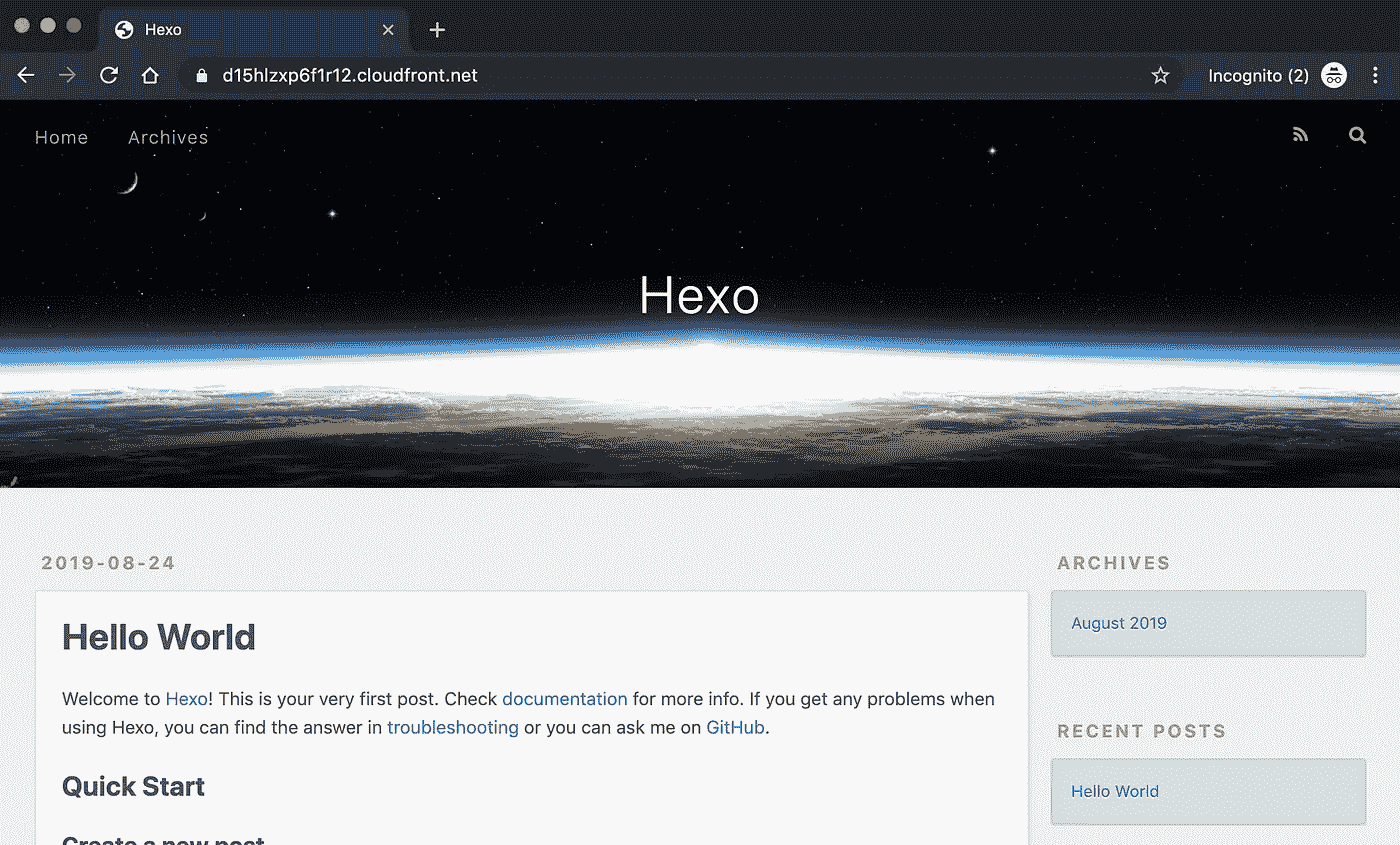 Hexo
d15hlzxp6f1r12.cloudfront.net
Incognito (2)
Home
Archives
Hexo
2019-08-24
ARCHIVES
Hello World
August 2019
Welcome to Hexo! This is your very first post. Check documentation for more info. If you get any problems when
using Hexo, you can find the answer in troubleshooting or you can ask me on GitHub.
RECENT POSTS
Quick Start
Hello World
Create a new post